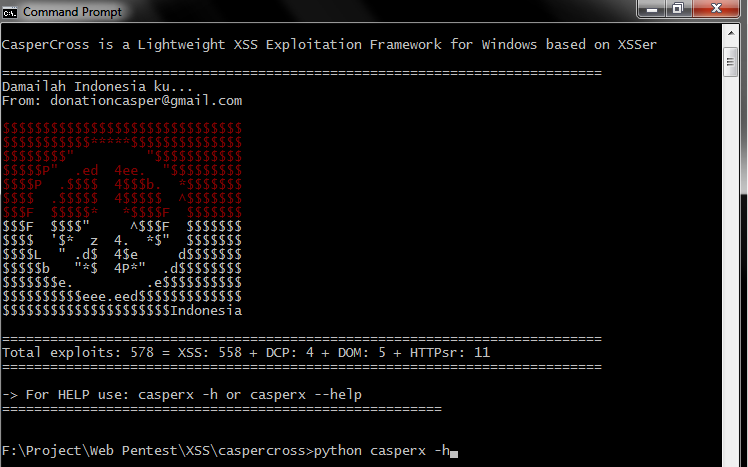 Command Prompt
CasperCross is a Lightweight XSS Exploitation Framework for Windows based on XSSer
===========================================================================
Damailah Indonesia ku...
From: donationcasper@gmail.com
$$$$$$$$$$$$$$$$$$$$$$$$$$$$$$
$$$$$$$$$$$*****$$$$$$$$$$$$$$
$$$$$$$$"         "$$$$$$$$$$$
$$$$$P"  .ed  4ee.  "$$$$$$$$$
$$$$P  .$$$$  4$$$b.  *$$$$$$$
$$$$  .$$$$$  4$$$$$  ^$$$$$$$
$$$F  $$$$$*   *$$$$F  $$$$$$$
$$$F  $$$$"     ^$$$F  $$$$$$$
$$$$  '$*  z  4.  *$"  $$$$$$$
$$$$L  " .d$  4$e     d$$$$$$$
$$$$$b   "*$  4P*"  .d$$$$$$$$
$$$$$$$e.         .e$$$$$$$$$$
$$$$$$$$$$eee.eed$$$$$$$$$$$$$
$$$$$$$$$$$$$$$$$$$$$Indonesia
===========================================================================
Total exploits: 578 = XSS: 558 + DCP: 4 + DOM: 5 + HTTPsr: 11
===========================================================================
-> For HELP use: casperx -h or casperx --help
=======================================================
F:\Project\Web Pentest\XSS\caspercross>python casperx -h